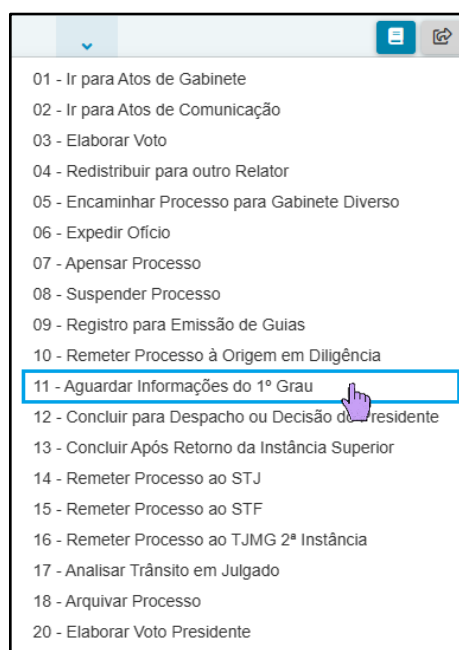 01 - Ir para Atos de Gabinete
02 - Ir para Atos de Comunicação
03 - Elaborar Voto
04 - Redistribuir para outro Relator
05 - Encaminhar Processo para Gabinete Diverso
06 - Expedir Ofício
07 - Apensar Processo
08 - Suspender Processo
09 - Registro para Emissão de Guias
10 - Remeter Processo à Origem em Diligência
11 - Aguardar Informações do 1º Grau
12 - Concluir para Despacho ou Decisão do Presidente
13 - Concluir Após Retorno da Instância Superior
14 - Remeter Processo ao STJ
15 - Remeter Processo ao STF
16 - Remeter Processo ao TJMG 2ª Instância
17 - Analisar Trânsito em Julgado
18 - Arquivar Processo
20 - Elaborar Voto Presidente